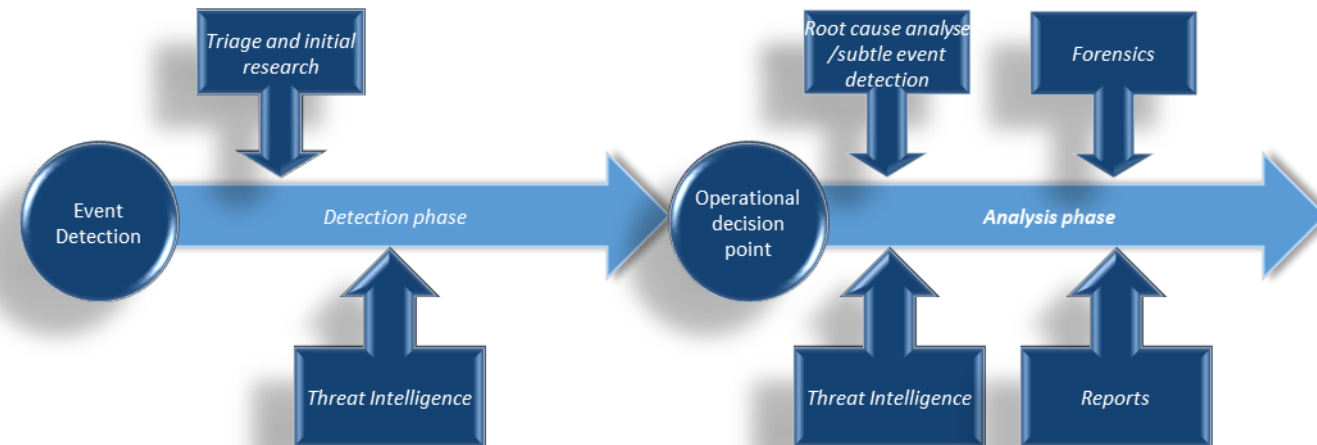 Triage and initial
research
Root cause analyse
/subtle event
detection
Forensics
Event
Detection
Detection phase
Operational
decision
point
Analysis phase
Threat Intelligence
Threat Intelligence
Reports